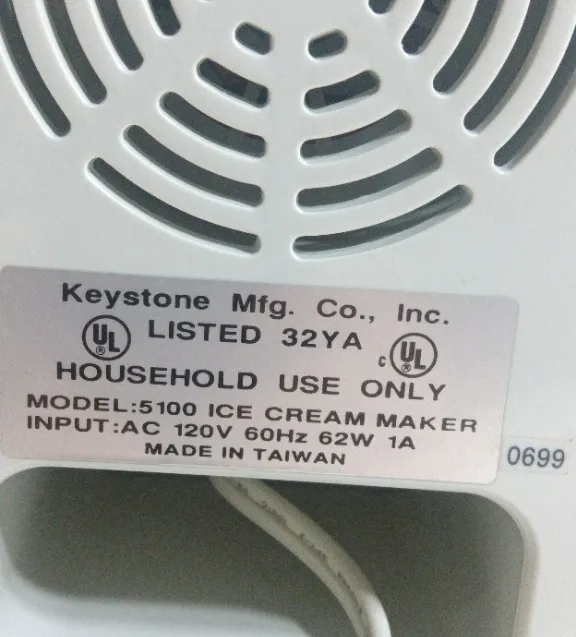 Keystone Mfg. Co., Inc.
UL® LISTED 32YA c UL®
HOUSEHOLD USE ONLY
MODEL:5100 ICE CREAM MAKER
INPUT:AC 120V 60Hz 62W 1A
MADE IN TAIWAN
0699